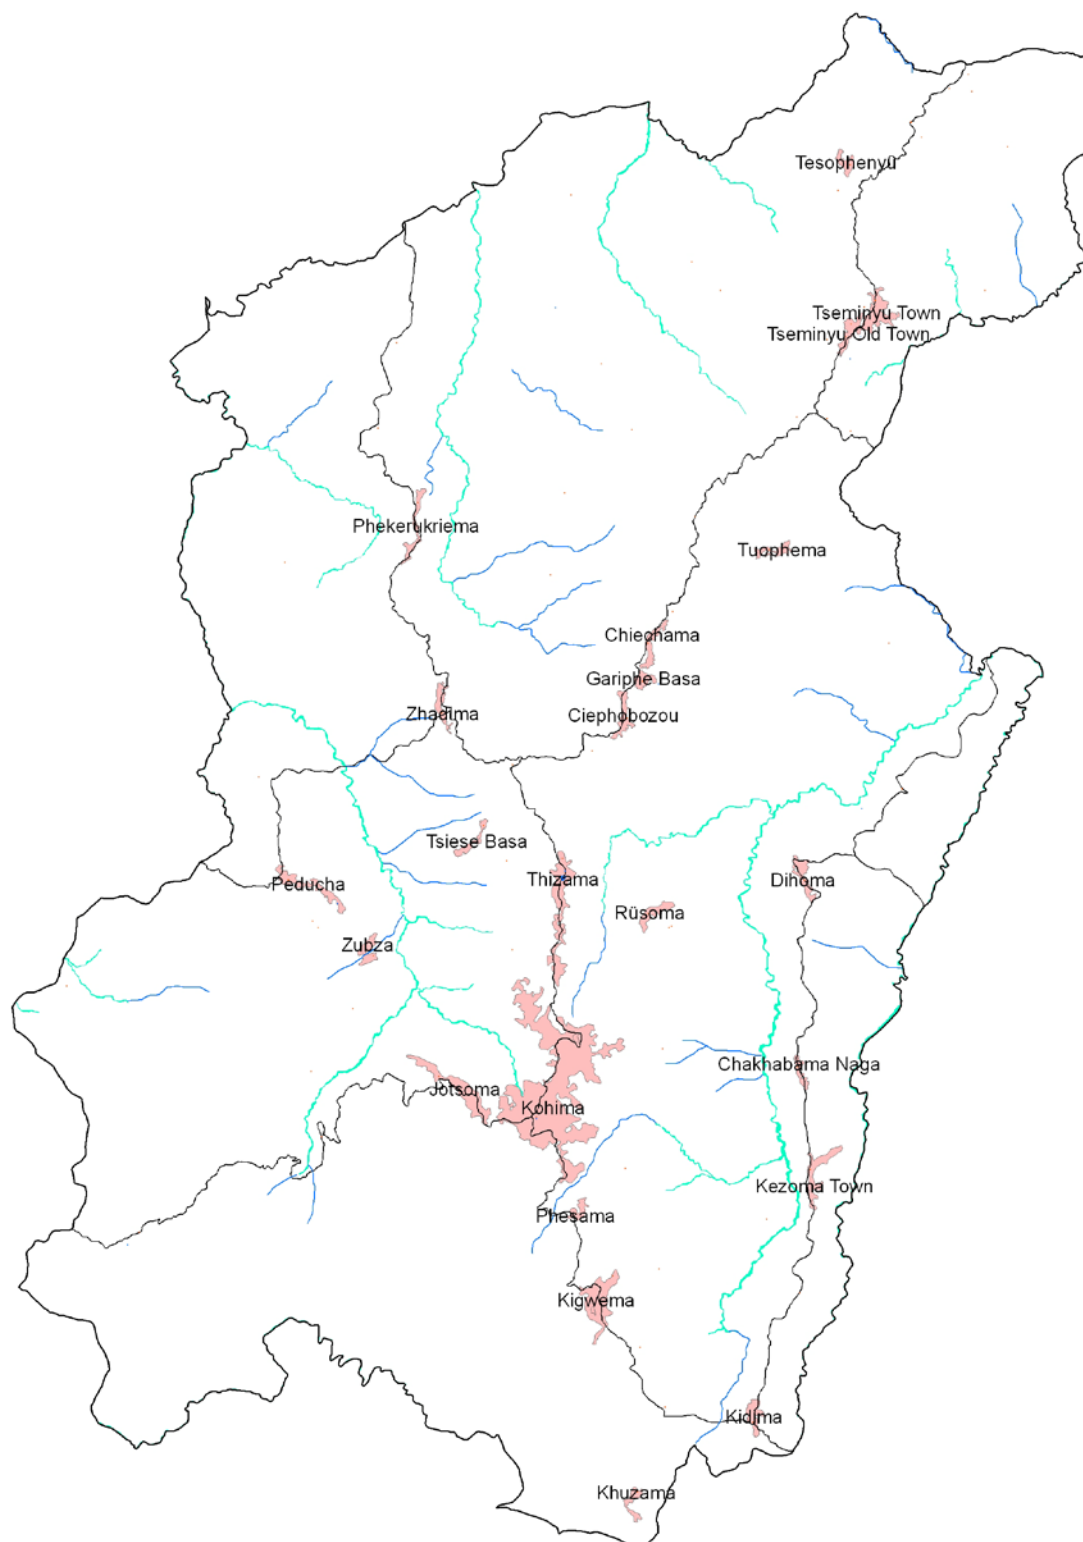 Tesophenyü
Tseminyu Town
Tseminyu Old Town
Phekerukriema
Tuophema
Chiechama
Gariphe Basa
Zhadima
Ciephobozou
Tsiese Basa
Peducha
Thizama
Dihoma
Rüsoma
Zubza
Chakhabama Naga
Jotsoma
Kohima
Kezoma Town
Phesama
Kigwema
Kidima
Khuzama